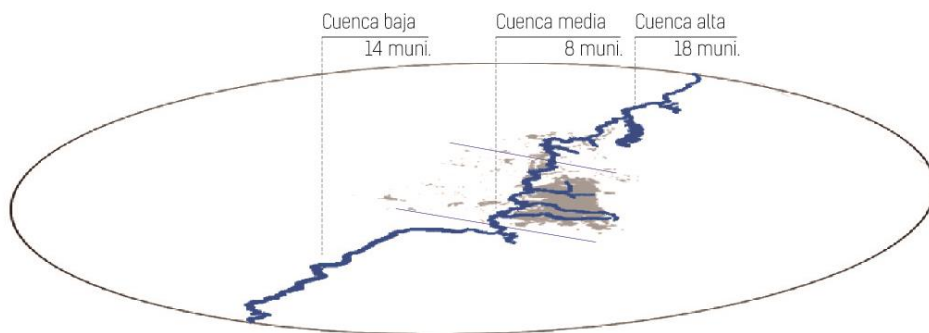 Cuenca baja
14 muni.
Cuenca media
8 muni.
Cuenca alta
18 muni.